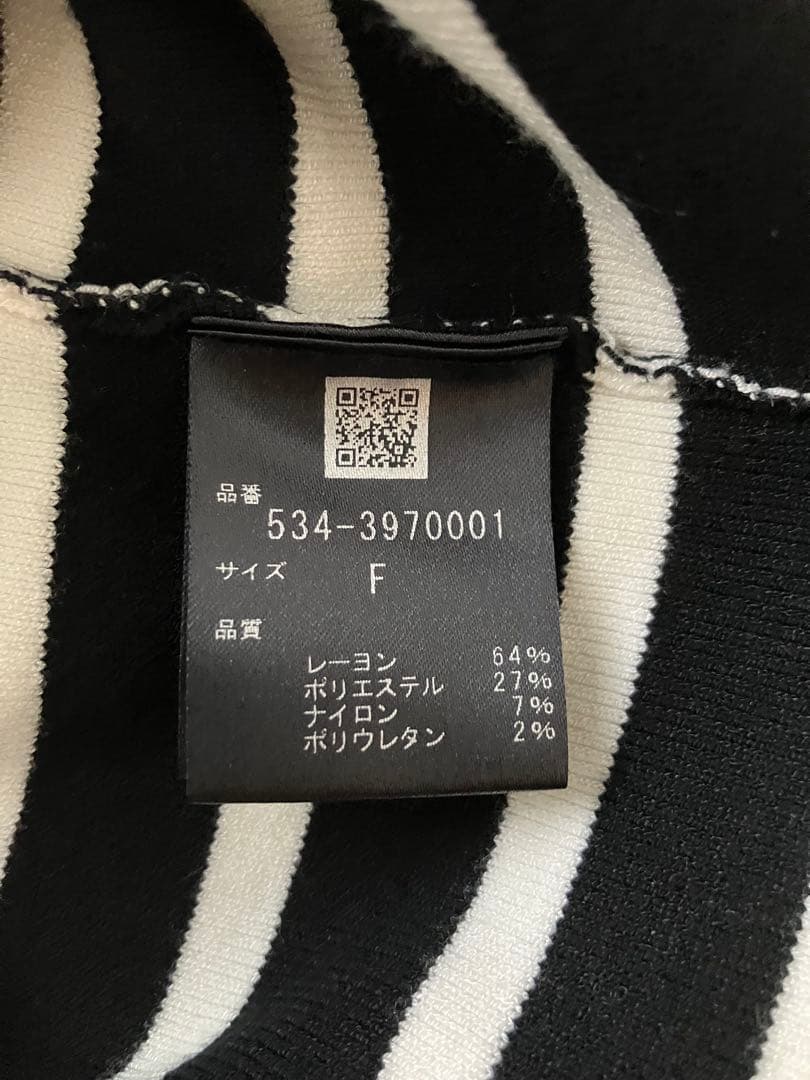 品番
534-3970001
サイズ F
品質
レーヨン 64%
ポリエステル 27%
ナイロン 7%
ポリウレタン 2%